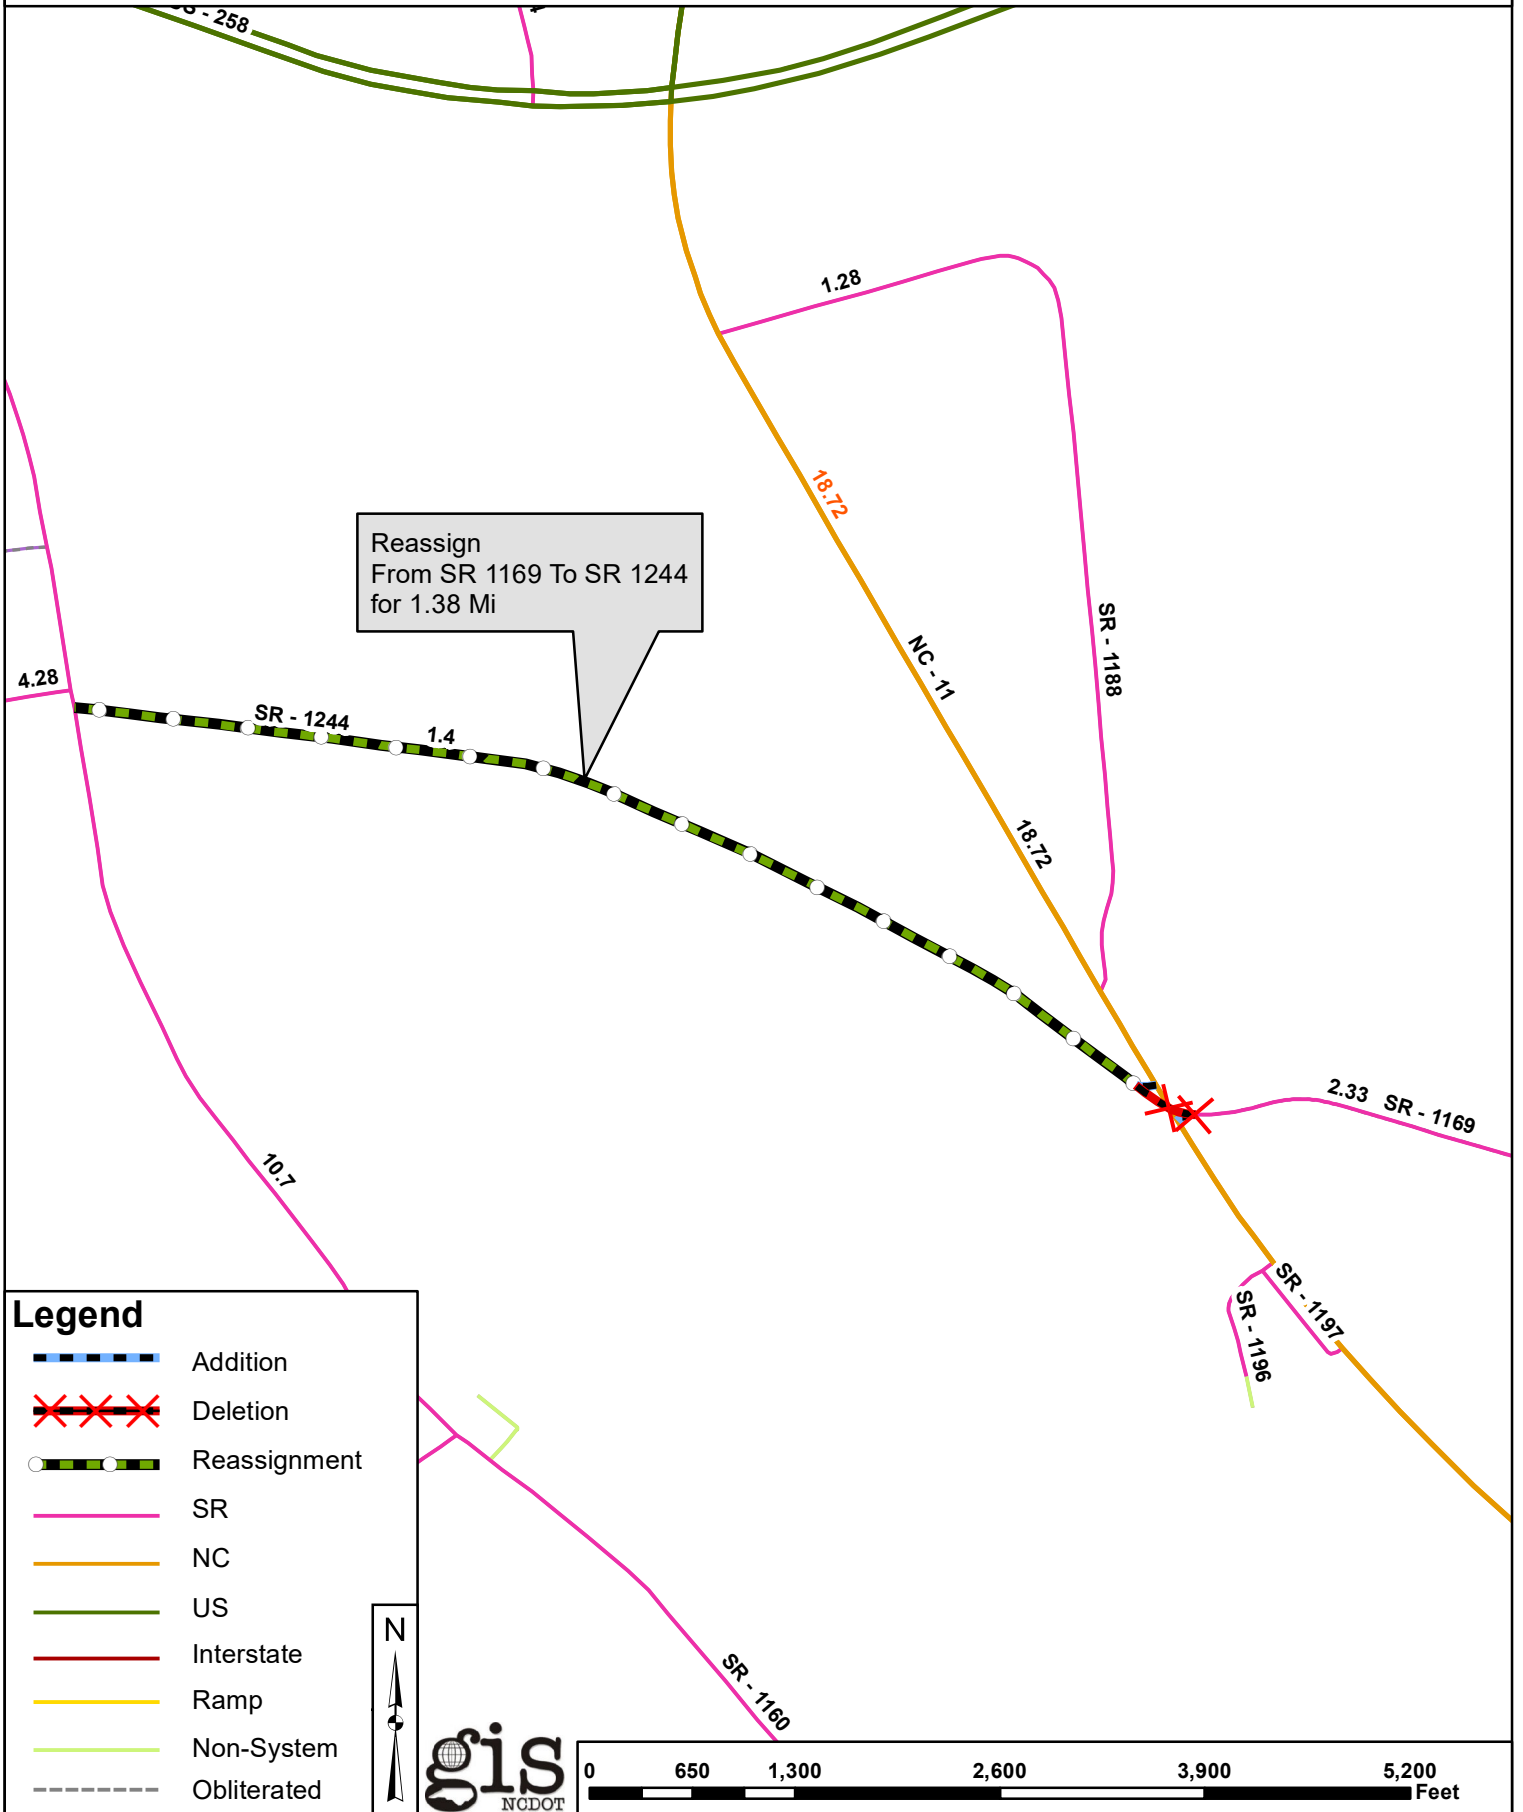 - 258
1.28
18.72
Reassign
From SR 1169 To SR 1244
for 1.38 Mi
SR - 1188
NC - 11
4.28
SR - 1244
1.4
18.72
2.33 SR - 1169
10.7
SR - 1197
SR - 1196
SR - 1160
Legend
Addition
Deletion
Reassignment
SR
NC
US
Interstate
Ramp
Non-System
Obliterated
N
gis
NCDOT
0 650 1,300 2,600 3,900 5,200
Feet